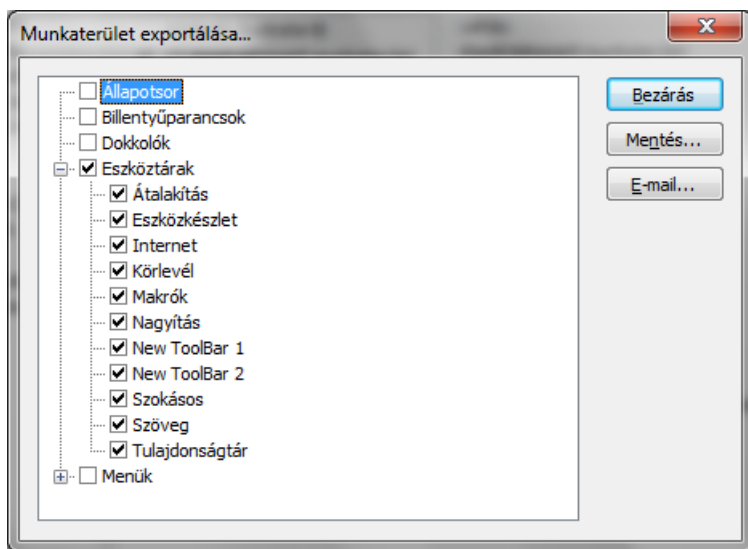 Munkaterület exportálása...
Állapotsor
Billentyűparancsok
Dokkolók
Eszköztárak
Átalakítás
Eszközkészlet
Internet
Körlevél
Makrók
Nagyítás
New ToolBar 1
New ToolBar 2
Szokásos
Szöveg
Tulajdonságtár
Menük
Bezárás
Mentés...
E-mail...